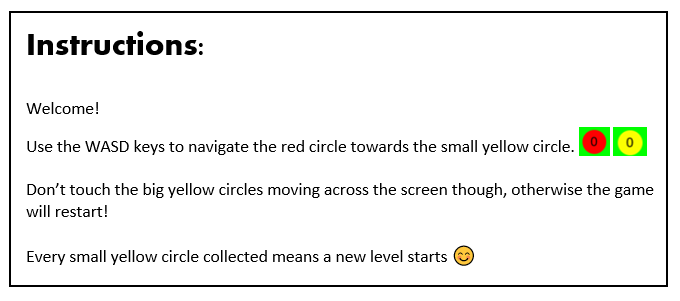 Instructions:
Welcome!
Use the WASD keys to navigate the red circle towards the small yellow circle. 0 0
Don’t touch the big yellow circles moving across the screen though, otherwise the game
will restart!
Every small yellow circle collected means a new level starts 😊